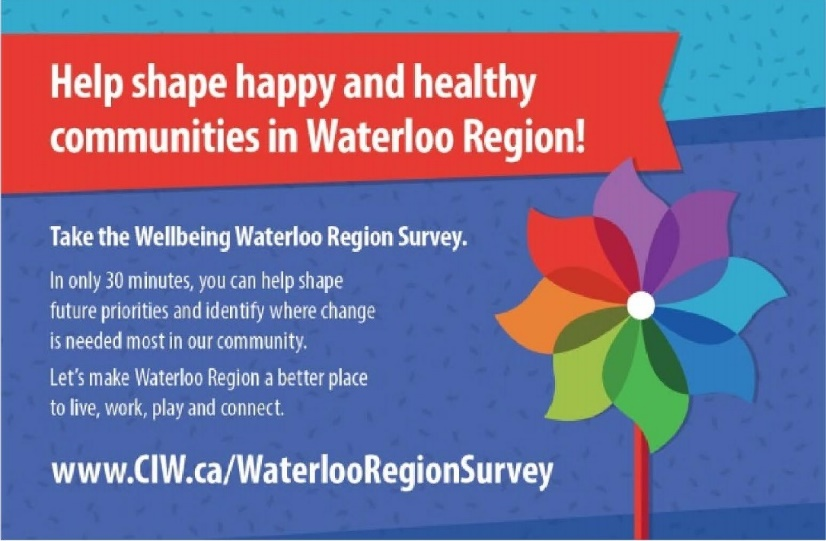 Help shape happy and healthy
communities in Waterloo Region!
Take the Wellbeing Waterloo Region Survey.
In only 30 minutes, you can help shape
future priorities and identify where change
is needed most in our community.
Let's make Waterloo Region a better place
to live, work, play and connect.
www.CIW.ca/WaterlooRegionSurvey